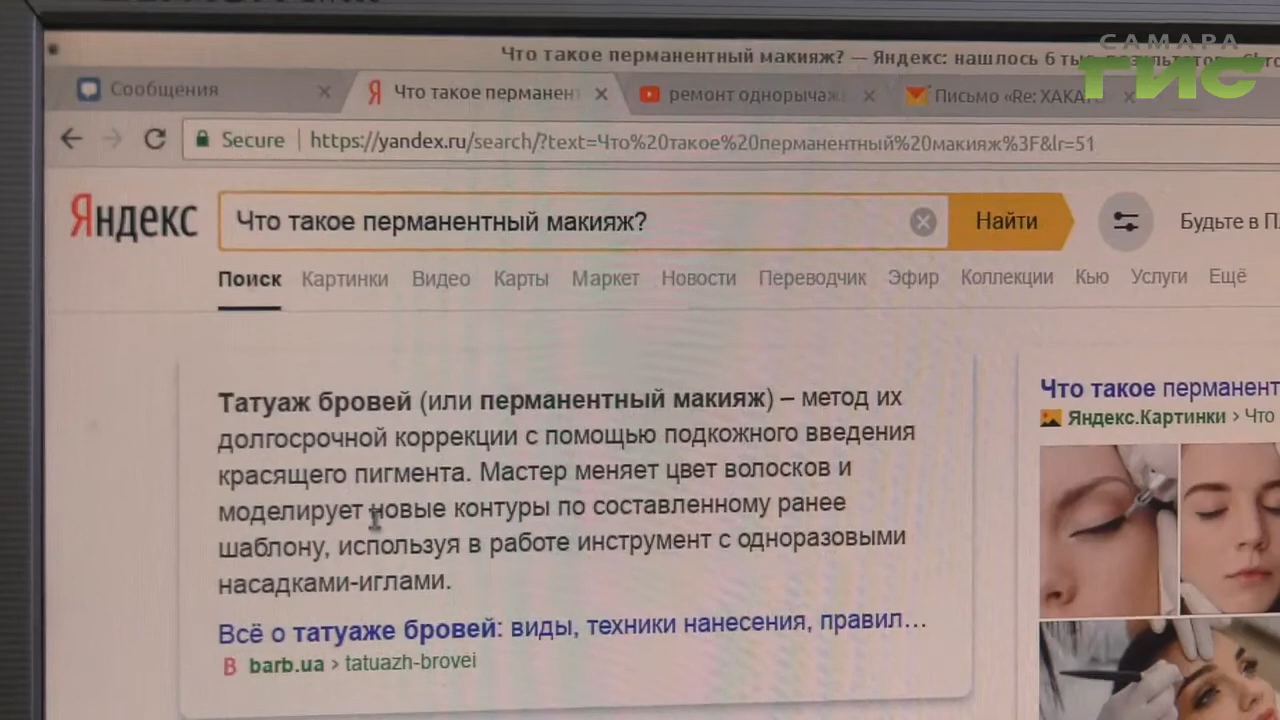 Что такое перманентный макияж? — Яндекс: нашлось 6 тыс. результатов
САМАРА
ГИС
Сообщения
Что такое перманен
ремонт однорычаж
Письмо «Re: ХАКА
Secure
https://yandex.ru/search/?text=Что%20такое%20перманентный%20макияж%3F&lr=51
Яндекс
Что такое перманентный макияж?
Найти
Будьте в П
Поиск Картинки Видео Карты Маркет Новости Переводчик Эфир Коллекции Кью Услуги Ещё
Татуаж бровей (или перманентный макияж) – метод их
долгосрочной коррекции с помощью подкожного введения
красящего пигмента. Мастер меняет цвет волосков и
моделирует новые контуры по составленному ранее
шаблону, используя в работе инструмент с одноразовыми
насадками-иглами.
Всё о татуаже бровей: виды, техники нанесения, правил...
B barb.ua › tatuazh-brovei
Что такое перманент
Яндекс.Картинки › Что